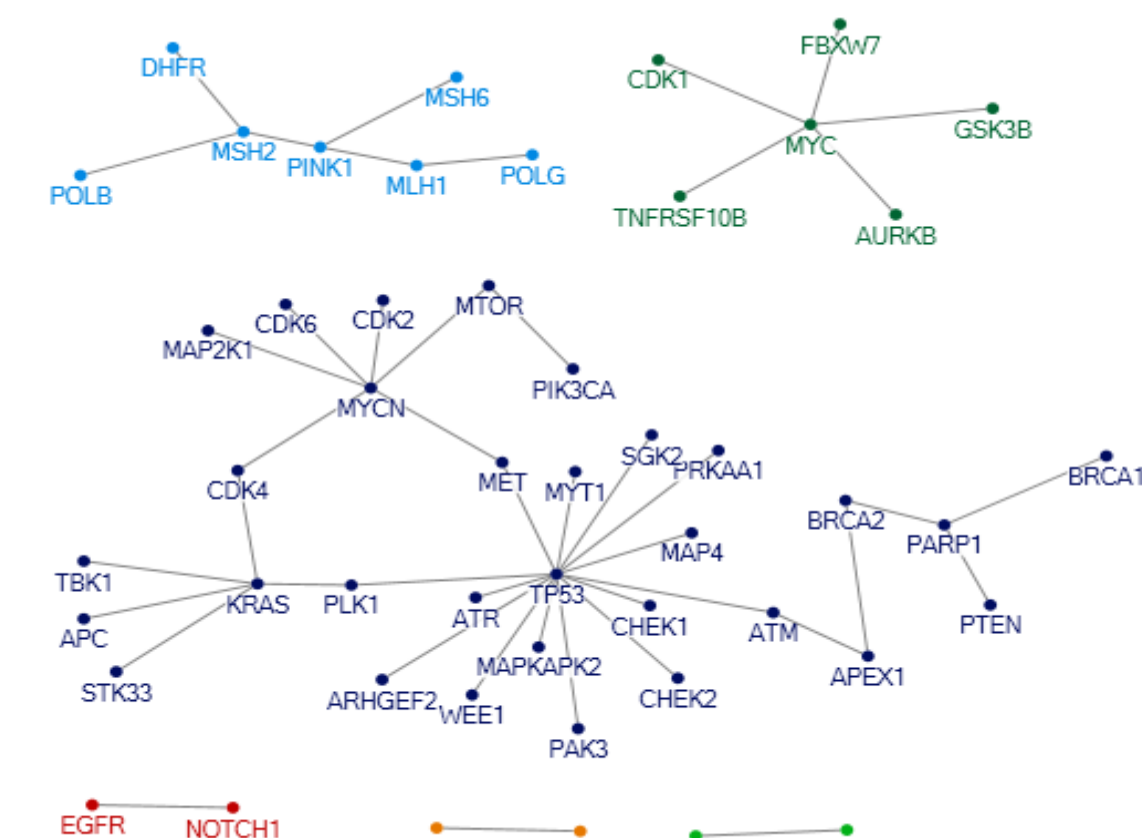 DHFR
MSH6
MSH2
PINK1
MLH1
POLG
POLB
FBXW7
CDK1
GSK3B
MYC
TNFRSF10B
AURKB
MTOR
CDK6
CDK2
MAP2K1
PIK3CA
MYCN
SGK2
PRKAA1
BRCA1
MET
CDK4
MYT1
BRCA2
PARP1
MAP4
TBK1
KRAS
PLK1
TP53
ATR
CHEK1
ATM
PTEN
APC
MAPKAPK2
APEX1
STK33
ARHGEF2
WEE1
CHEK2
PAK3
EGFR
NOTCH1